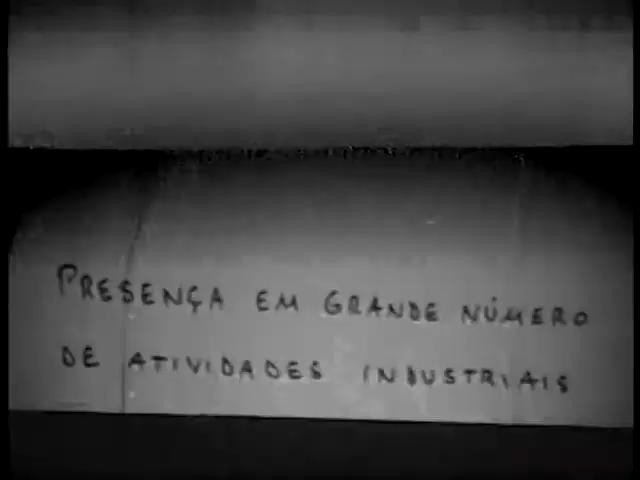 PRESENÇA EM GRANDE NÚMERO
DE ATIVIDADES INDUSTRIAIS